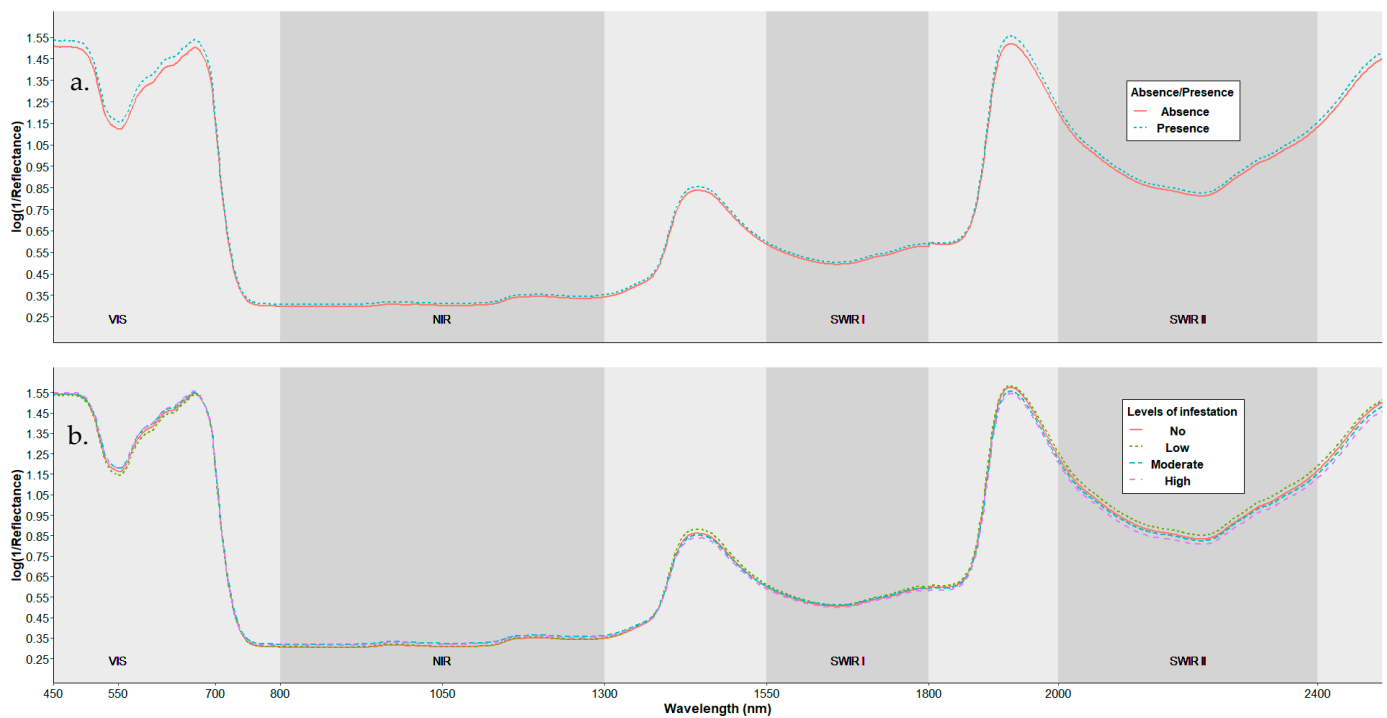 1.55
1.45
1.35
1.25
1.15
1.05
0.95
0.85
0.75
0.65
0.55
0.45
0.35
0.25
log(1/Reflectance)
a.
Absence/Presence
Absence
Presence
VIS NIR SWIR I SWIR II
1.55
1.45
1.35
1.25
1.15
1.05
0.95
0.85
0.75
0.65
0.55
0.45
0.35
0.25
log(1/Reflectance)
b.
Levels of infestation
No
Low
Moderate
High
VIS NIR SWIR I SWIR II
450 550 700 800 1050 1300 1550 1800 2000 2400
Wavelength (nm)